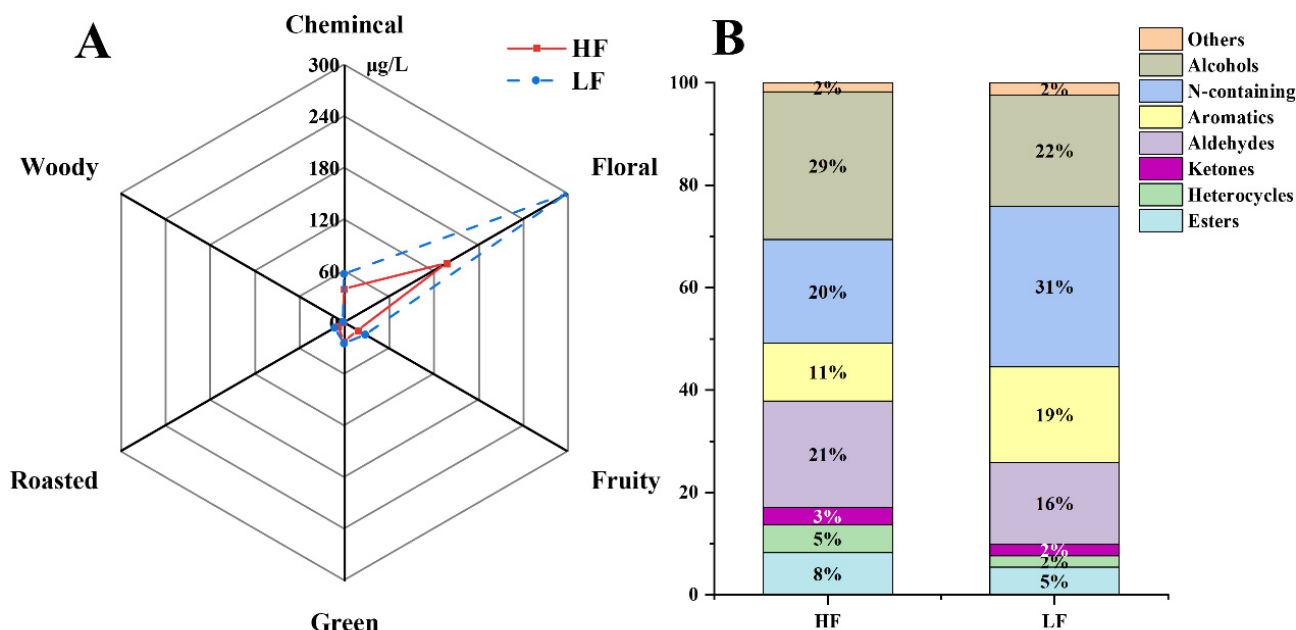 A
Chemincal
300
µg/L
240
180
120
60
0
HF
LF
Woody
Floral
Roasted
Fruity
Green
B
Others
Alcohols
N-containing
Aromatics
Aldehydes
Ketones
Heterocycles
Esters
100
80
60
40
20
0
2%
29%
20%
11%
21%
3%
5%
8%
2%
22%
31%
19%
16%
2%
2%
5%
HF
LF